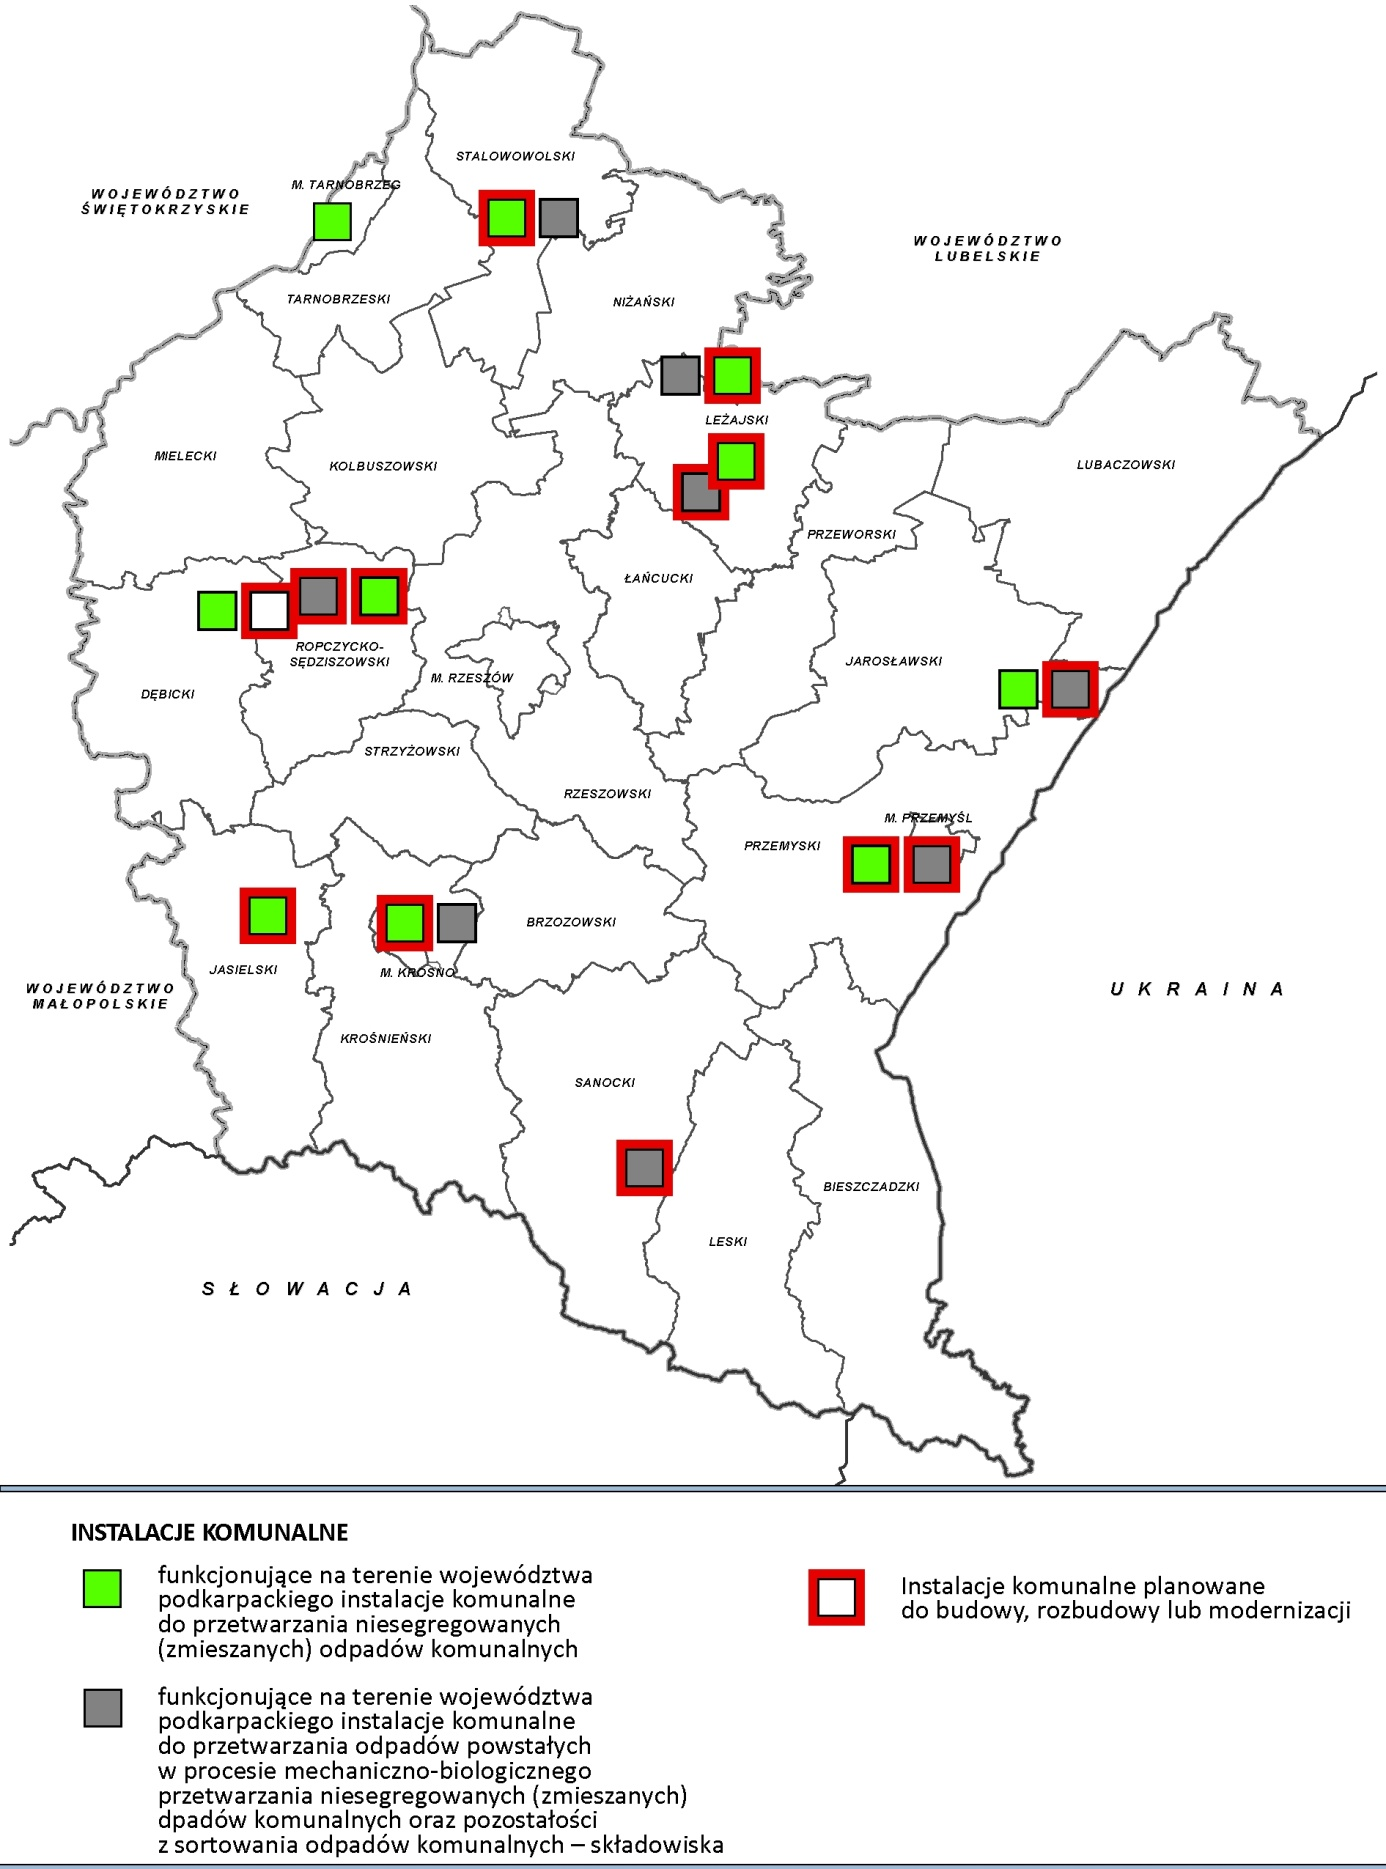 STALOWOWOLSKI
M. TARNOBRZEG
WOJEWÓDZTWO
ŚWIĘTOKRZYSKIE
WOJEWÓDZTWO
LUBELSKIE
TARNOBRZESKI
NIŻAŃSKI
LEŻAJSKI
MIELECKI
KOLBUSZOWSKI
LUBACZOWSKI
PRZEWORSKI
ŁAŃCUCKI
ROPCZYCKO-
SĘDZISZOWSKI
JAROSŁAWSKI
M. RZESZÓW
DĘBICKI
STRZYŻOWSKI
RZESZOWSKI
M. PRZEMYŚL
PRZEMYSKI
BRZOZOWSKI
JASIELSKI
M. KROSNO
WOJEWÓDZTWO
MAŁOPOLSKIE
UKRAINA
KROŚNIEŃSKI
SANOCKI
BIESZCZADZKI
LESKI
SŁOWACJA
INSTALACJE KOMUNALNE
funkcjonujące na terenie województwa
podkarpackiego instalacje komunalne
do przetwarzania niesegregowanych
(zmieszanych) odpadów komunalnych
funkcjonujące na terenie województwa
podkarpackiego instalacje komunalne
do przetwarzania odpadów powstałych
w procesie mechaniczno-biologicznego
przetwarzania niesegregowanych (zmieszanych)
dpadów komunalnych oraz pozostałości
z sortowania odpadów komunalnych – składowiska
Instalacje komunalne planowane
do budowy, rozbudowy lub modernizacji